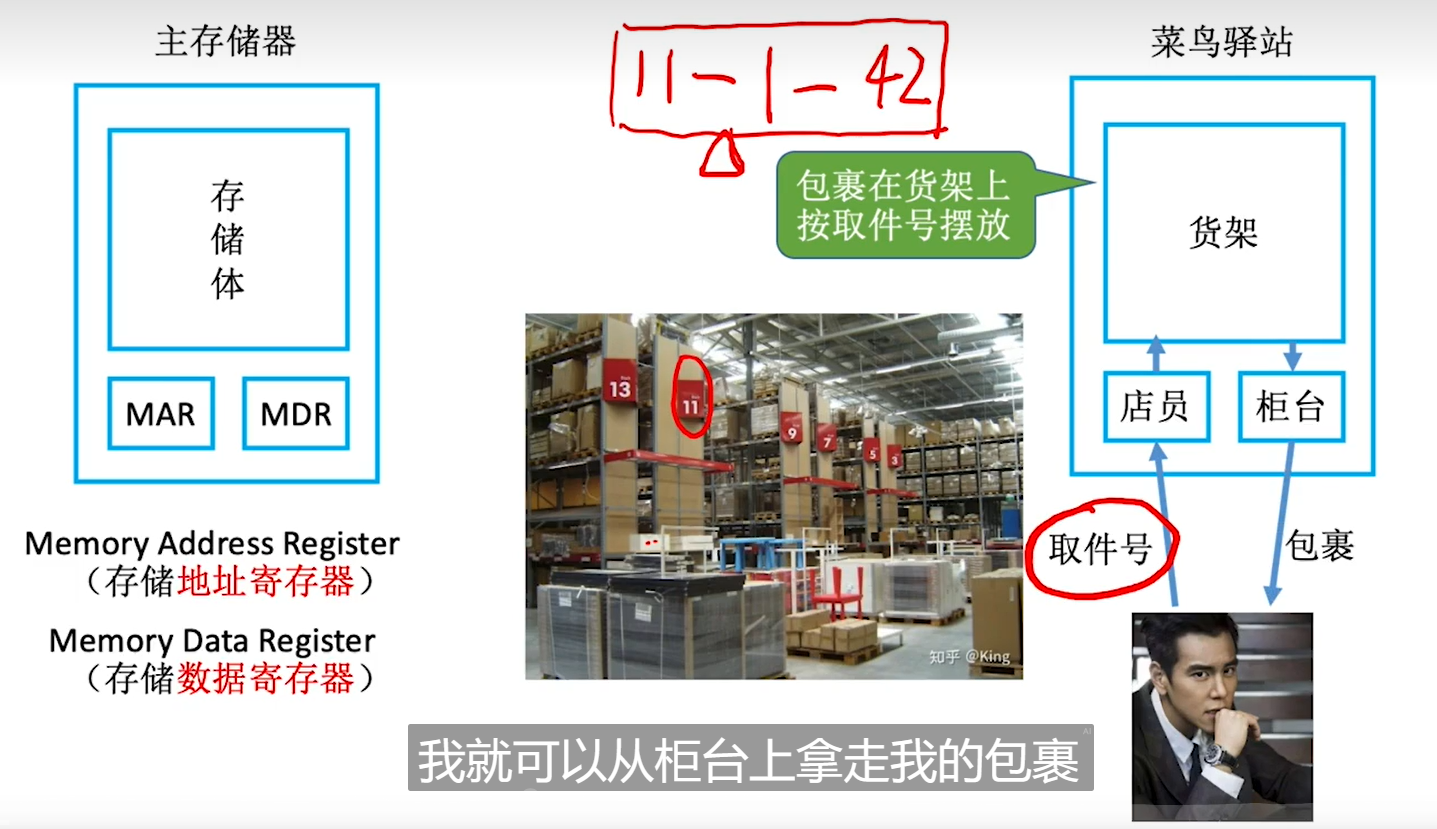 主存储器
存
储
体
MAR
MDR
Memory Address Register
（存储地址寄存器）
Memory Data Register
（存储数据寄存器）
11-1-42
包裹在货架上
按取件号摆放
13
11
9
7
5
3
知乎 @King
菜鸟驿站
货架
店员
柜台
取件号
包裹
我就可以从柜台上拿走我的包裹
AI